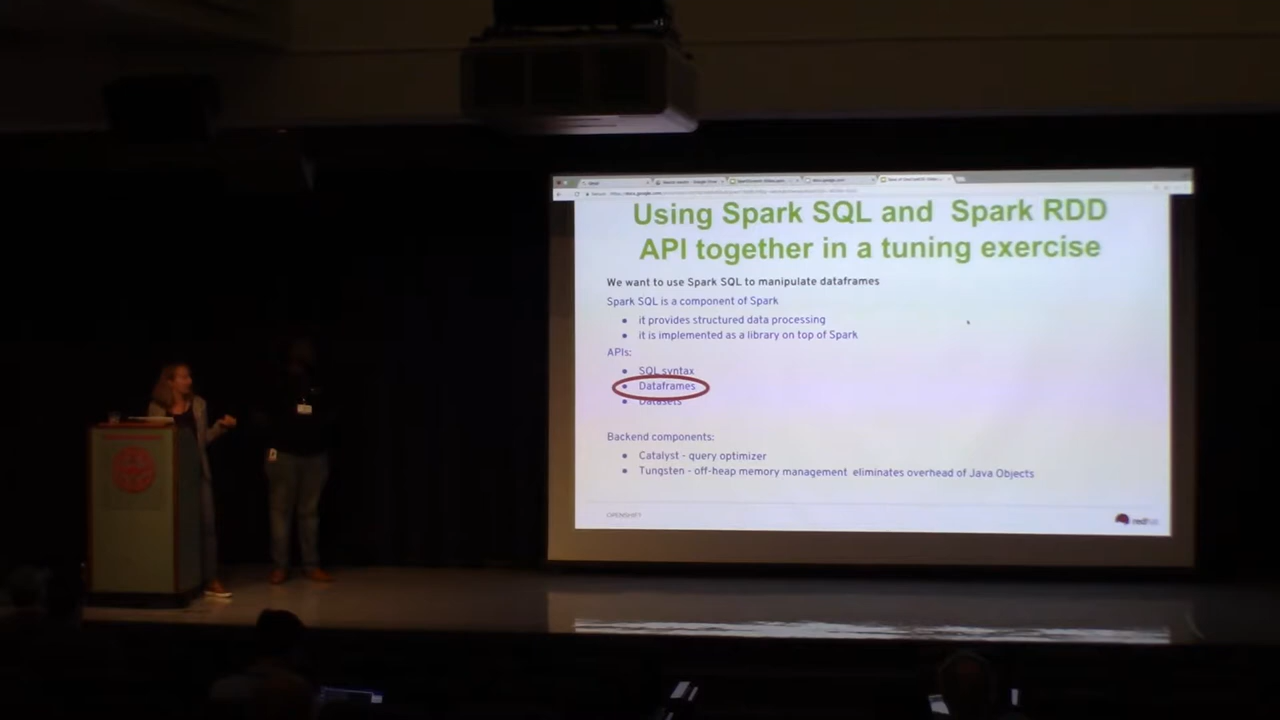 Using Spark SQL and Spark RDD
API together in a tuning exercise
We want to use Spark SQL to manipulate dataframes
Spark SQL is a component of Spark
• it provides structured data processing
• it is implemented as a library on top of Spark
APIs:
• SQL syntax
• Dataframes
• Datasets
Backend components:
• Catalyst - query optimizer
• Tungsten - off-heap memory management eliminates overhead of Java Objects
OPENSHIFT
redhat